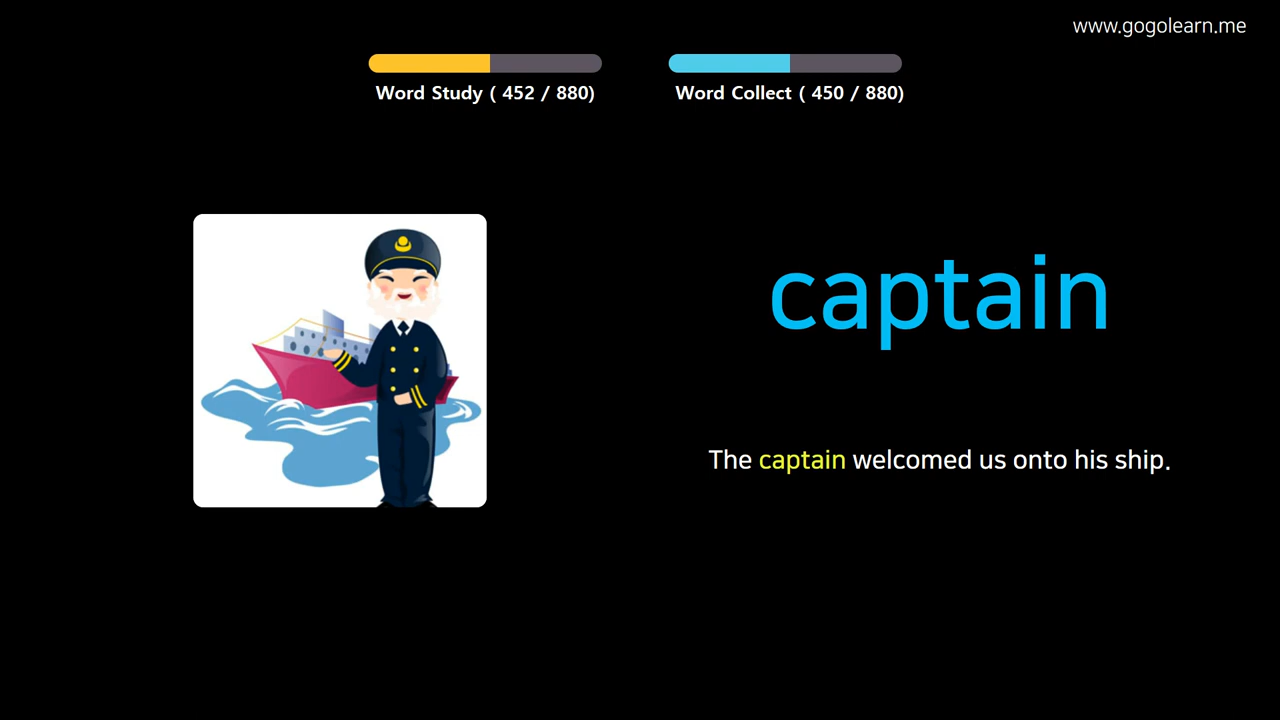 www.gogolearn.me
Word Study ( 452 / 880)
Word Collect ( 450 / 880)
captain
The captain welcomed us onto his ship.